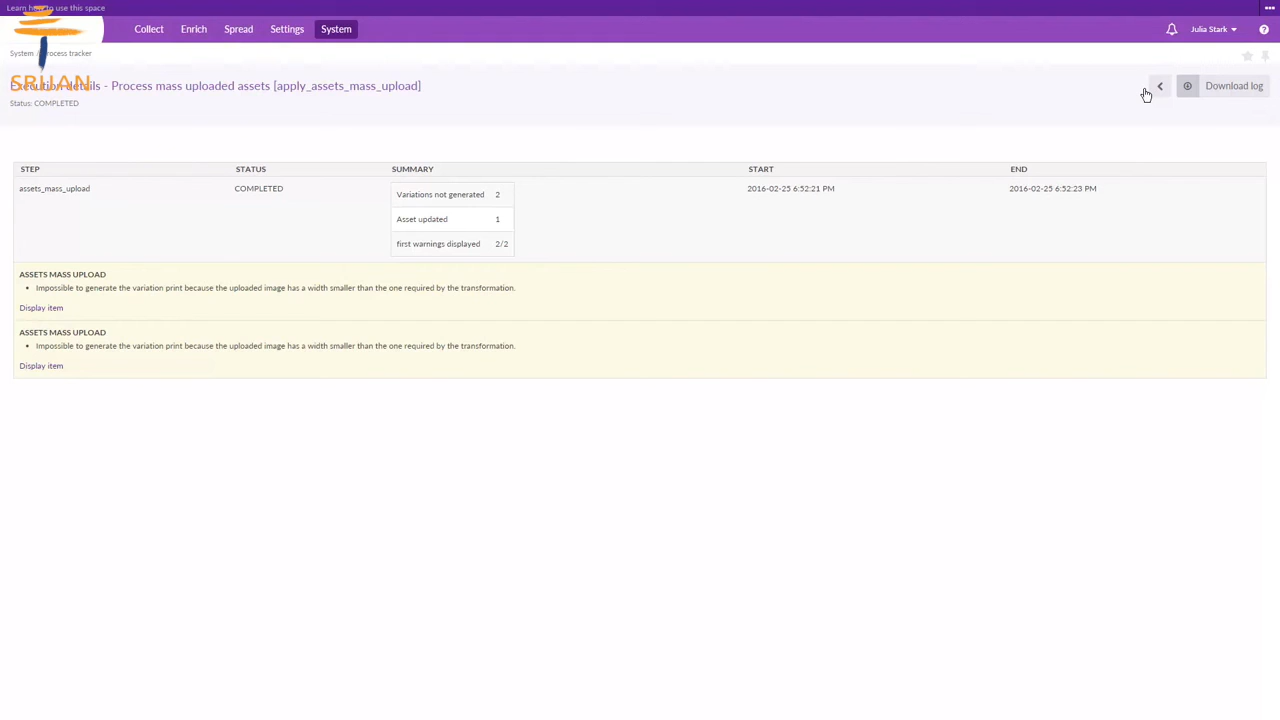 Learn how to use this space
Collect Enrich Spread Settings System Julia Stark
System / Process tracker
SRIJAN
Execution details - Process mass uploaded assets [apply_assets_mass_upload]
Download log
Status: COMPLETED
STEP STATUS SUMMARY START END
assets_mass_upload COMPLETED Variations not generated 2 2016-02-25 6:52:21 PM 2016-02-25 6:52:23 PM
Asset updated 1
first warnings displayed 2/2
ASSETS MASS UPLOAD
• Impossible to generate the variation print because the uploaded image has a width smaller than the one required by the transformation.
Display item
ASSETS MASS UPLOAD
• Impossible to generate the variation print because the uploaded image has a width smaller than the one required by the transformation.
Display item